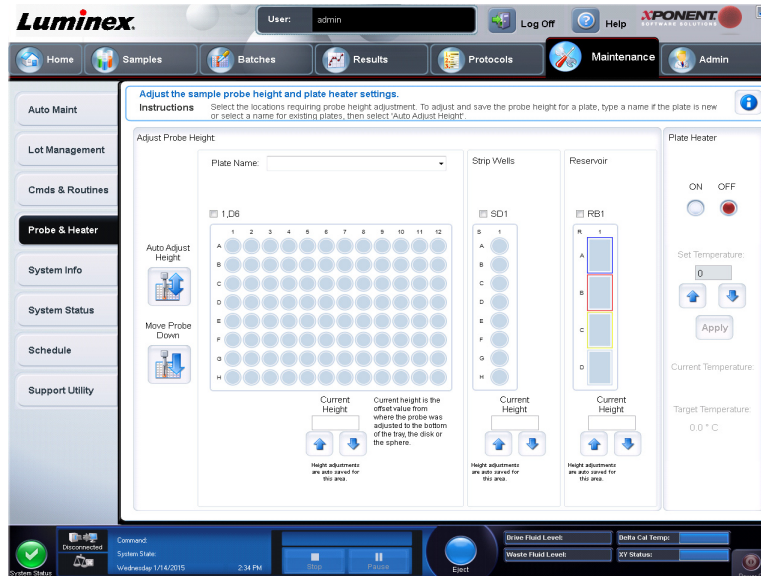 Luminex.
User: admin
Log Off
Help
XPONENT
SOFTWARE SOLUTIONS
Home
Samples
Batches
Results
Protocols
Maintenance
Admin
Auto Maint
Lot Management
Cmds & Routines
Probe & Heater
System Info
System Status
Schedule
Support Utility
Adjust the sample probe height and plate heater settings.
Instructions Select the locations requiring probe height adjustment. To adjust and save the probe height for a plate, type a name if the plate is new
or select a name for existing plates, then select 'Auto Adjust Height'.
Adjust Probe Height
Auto Adjust
Height
Move Probe
Down
Plate Name:
1,D6
1 2 3 4 5 6 7 8 9 10 11 12
A
B
C
D
E
F
G
H
Current
Height
Current height is the
offset value from
where the probe was
adjusted to the bottom
of the tray, the disk or
the sphere.
Height adjustments
are auto saved for
this area.
Strip Wells
SD1
S 1
A
B
C
D
E
F
G
H
Current
Height
Height adjustments
are auto saved for
this area.
Reservoir
RB1
R 1
A
B
C
D
Current
Height
Height adjustments
are auto saved for
this area.
Plate Heater
ON OFF
Set Temperature:
0
Apply
Current Temperature:
Target Temperature
0.0 ° C
System Status
Disconnected
Command:
System State:
Wednesday 1/14/2015 2:34 PM
Stop
Pause
Eject
Drive Fluid Level:
Waste Fluid Level:
Delta Cal Temp:
XY Status: